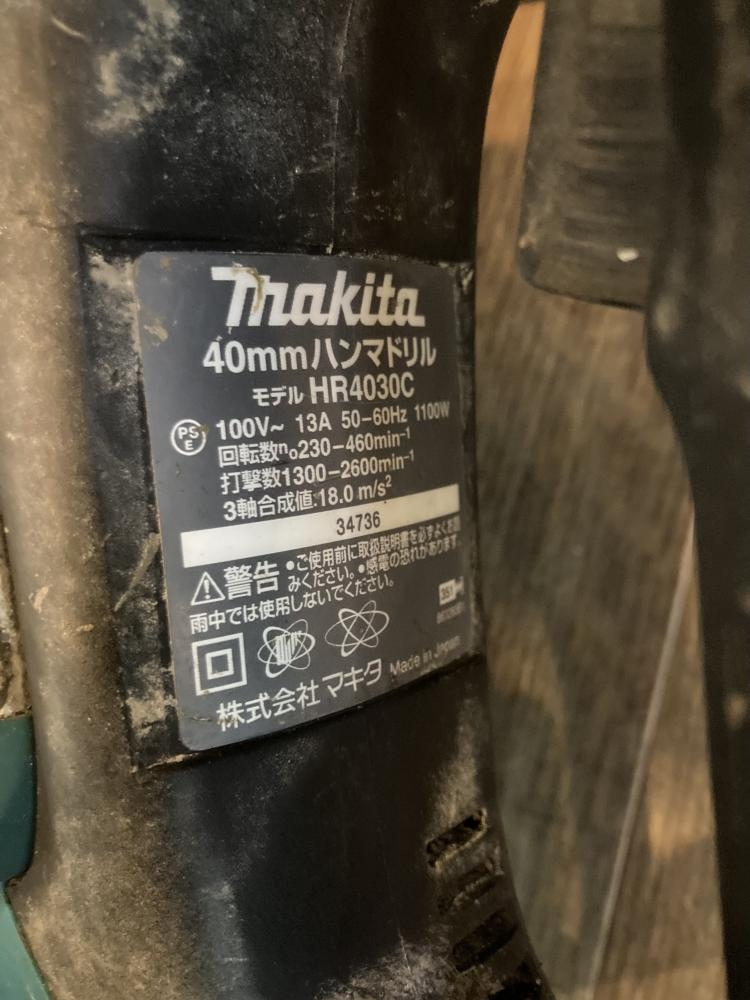 makita
40mmハンマドリル
モデル HR4030C
PS E 100V~ 13A 50-60Hz 1100W
回転数n₀230-460min⁻¹
打撃数1300-2600min⁻¹
3軸合成値:18.0 m/s²
34736
⚠警告 •ご使用前に取扱説明書を必ずよくお読
みください。•感電の恐れがあります。
雨中では使用しないでください。
351
株式会社 マキタ Made in Japan